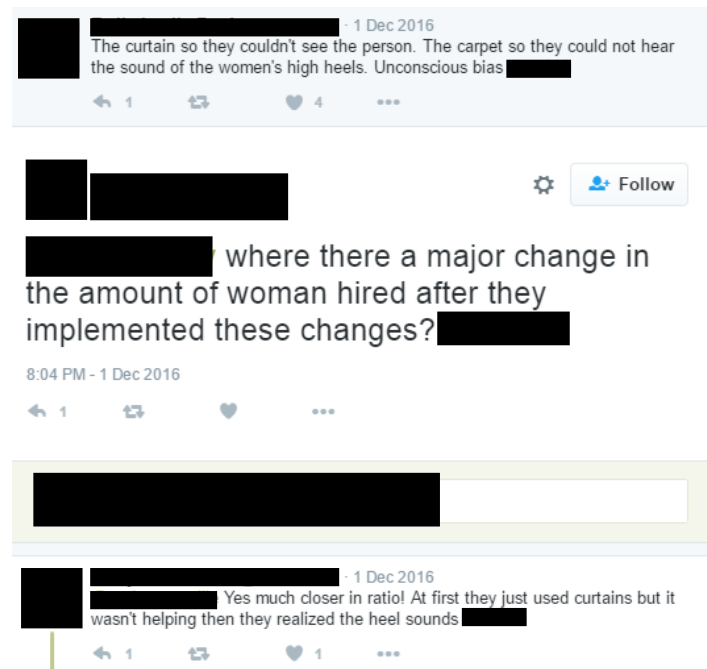 · 1 Dec 2016
The curtain so they couldn't see the person. The carpet so they could not hear
the sound of the women's high heels. Unconscious bias
1 4
Follow
where there a major change in
the amount of woman hired after they
implemented these changes?
8:04 PM - 1 Dec 2016
1
· 1 Dec 2016
Yes much closer in ratio! At first they just used curtains but it
wasn't helping then they realized the heel sounds
1 1